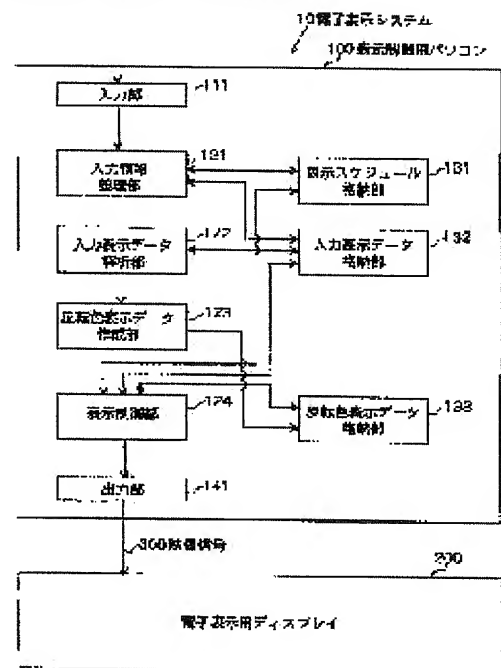 10電子表示システム
100表示制御用パソコン
入力部
111
入力情報
管理部
121
表示スケジュール
格納部
131
入力表示データ
解析部
122
入力表示データ
格納部
132
反転色表示データ
作成部
123
表示制御部
124
反転色表示データ
格納部
133
出力部
141
300映像信号
200
電子表示用ディスプレイ